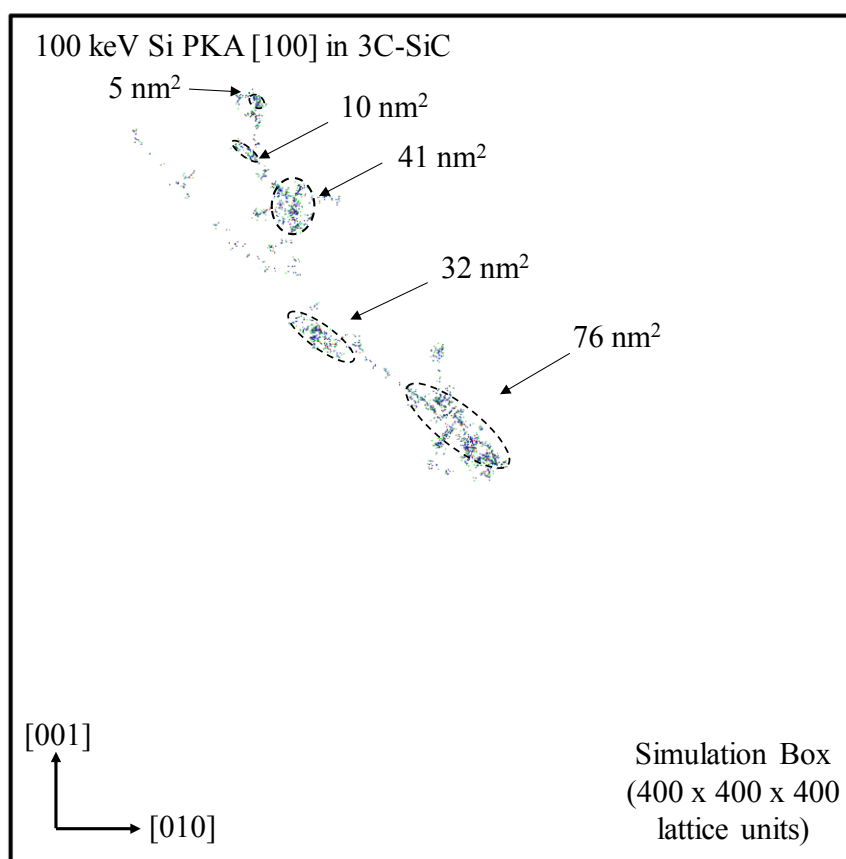 100 keV Si PKA [100] in 3C-SiC
5 nm²
10 nm²
41 nm²
32 nm²
76 nm²
[001]
[010]
Simulation Box
(400 x 400 x 400
lattice units)